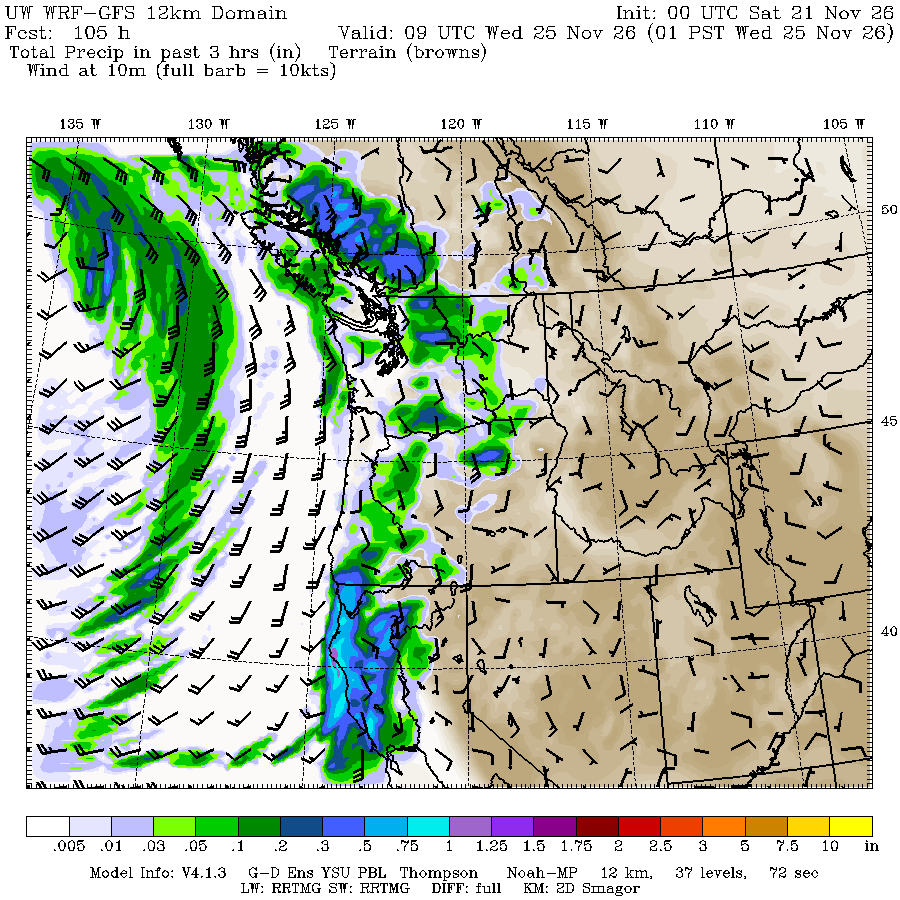 UW WRF-GFS 12km Domain Init: 00 UTC Sat 21 Nov 26
Fcst: 105 h Valid: 09 UTC Wed 25 Nov 26 (01 PST Wed 25 Nov 26)
Total Precip in past 3 hrs (in) Terrain (browns)
Wind at 10m (full barb = 10kts)
135 W 130 W 125 W 120 W 115 W 110 W 105 W
50
45
40
.005 .01 .03 .05 .1 .2 .3 .5 .75 1 1.25 1.5 1.75 2 2.5 3 5 7.5 10 in
Model Info: V4.1.3 G-D Ens YSU PBL Thompson Noah-MP 12 km, 37 levels, 72 sec
LW: RRTMG SW: RRTMG DIFF: full KM: 2D Smagor